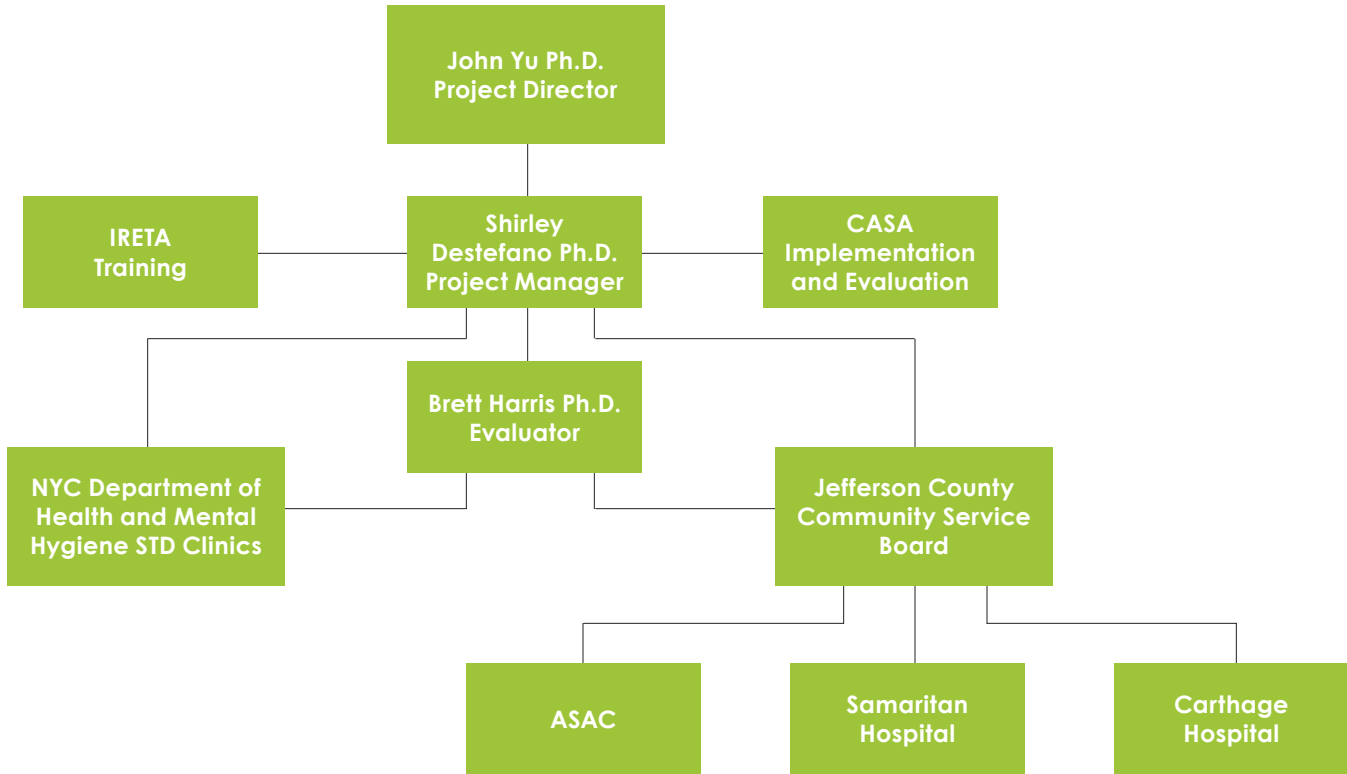 John Yu Ph.D.
Project Director
IRETA
Training
Shirley
Destefano Ph.D.
Project Manager
CASA
Implementation
and Evaluation
Brett Harris Ph.D.
Evaluator
NYC Department of
Health and Mental
Hygiene STD Clinics
Jefferson County
Community Service
Board
ASAC
Samaritan
Hospital
Carthage
Hospital